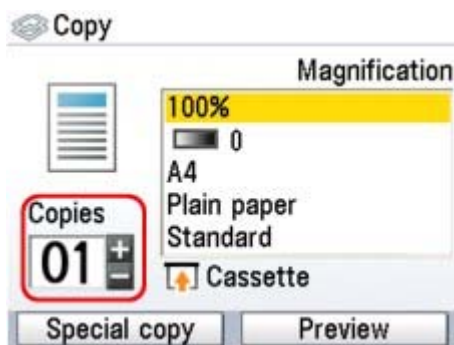 Copy
Magnification
100%
0
A4
Plain paper
Standard
Copies
01
+
-
Cassette
Special copy
Preview